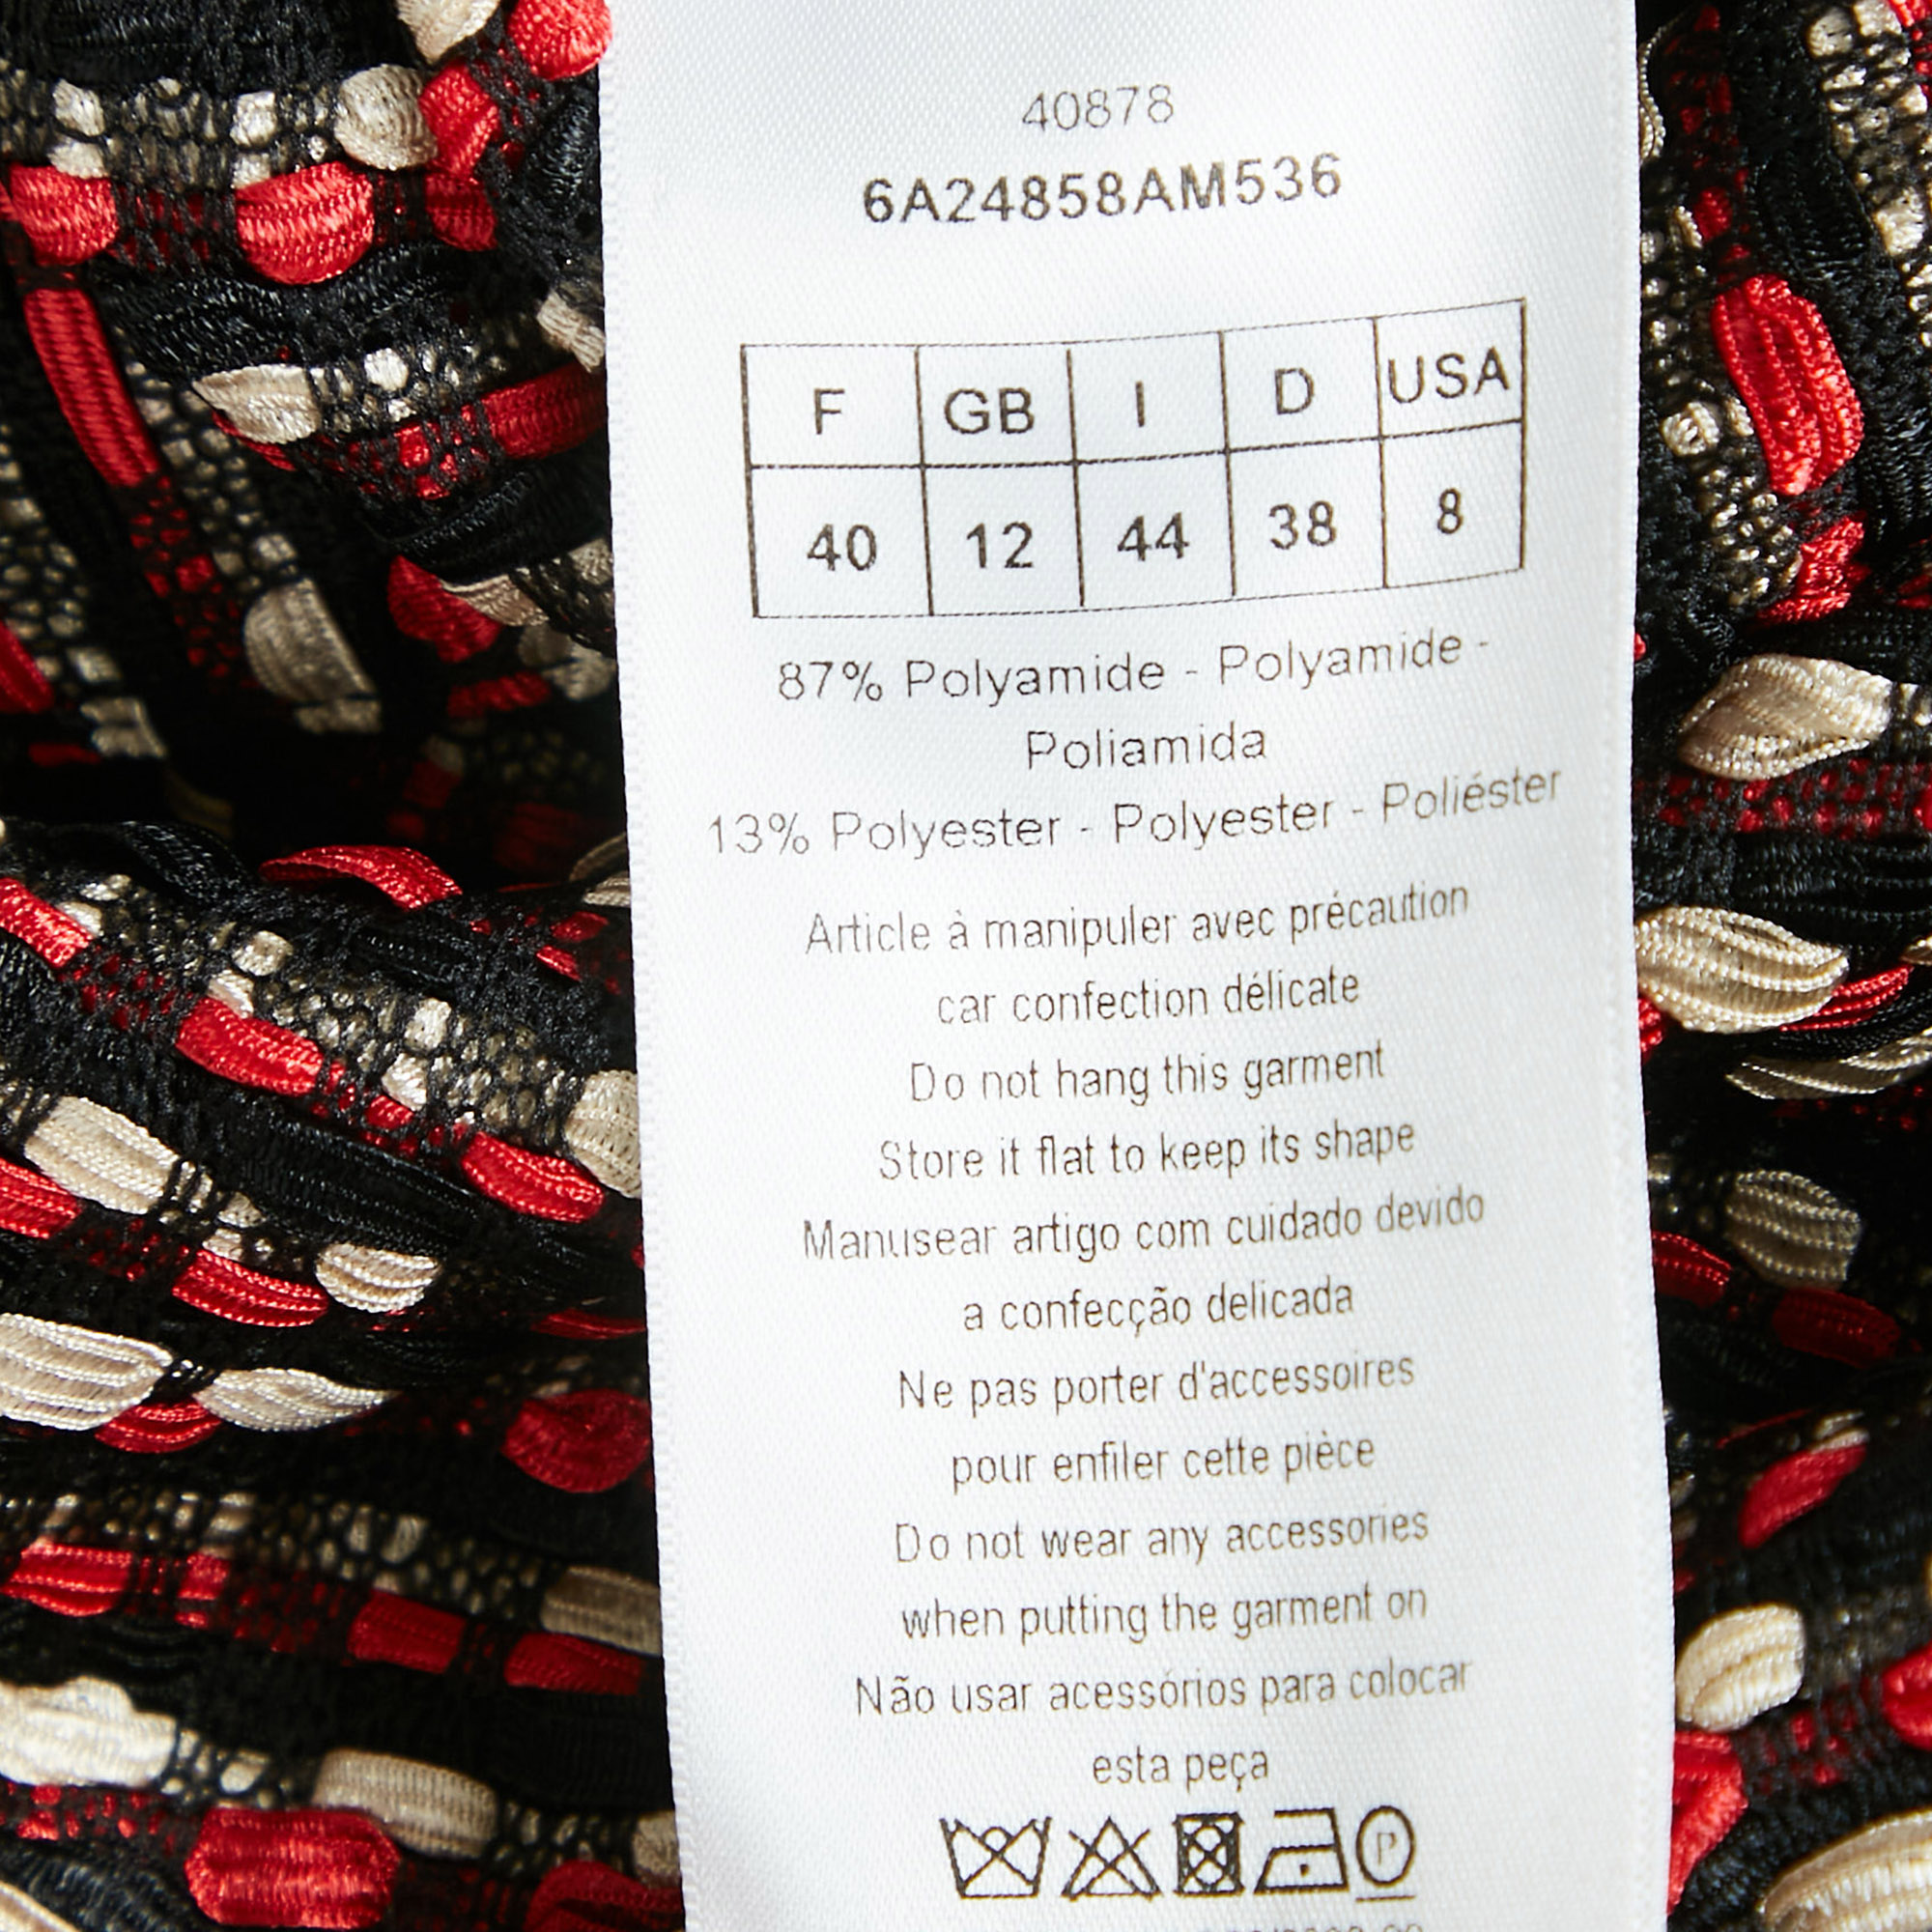 40878
6A24858AM536
F GB I D USA
40 12 44 38 8
87% Polyamide - Polyamide -
Poliamida
13% Polyester - Polyester - Poliéster
Article à manipuler avec précaution
car confection délicate
Do not hang this garment
Store it flat to keep its shape
Manusear artigo com cuidado devido
a confecção delicada
Ne pas porter d'accessoires
pour enfiler cette pièce
Do not wear any accessories
when putting the garment on
Não usar acessórios para colocar
esta peça
P